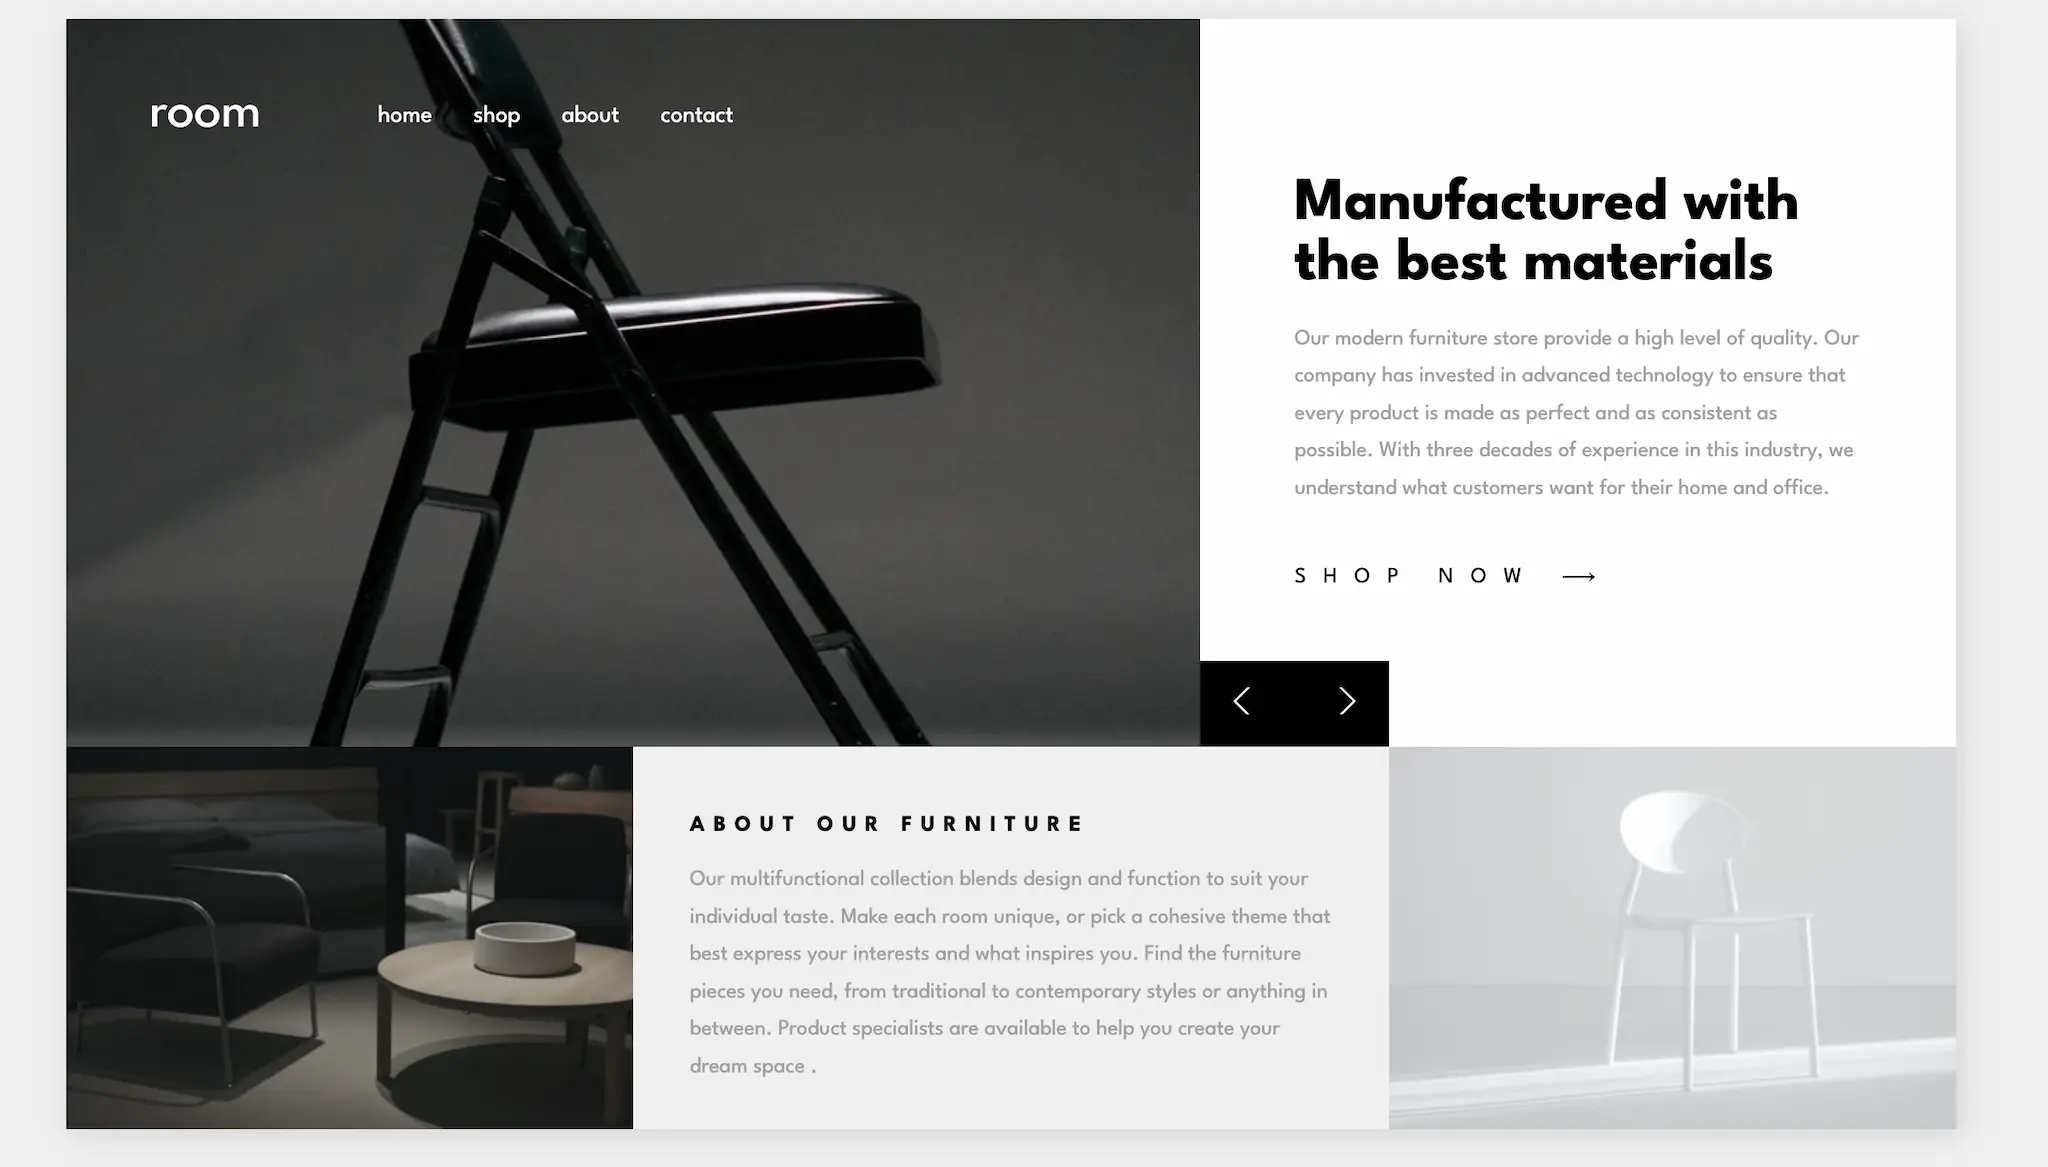 room
home shop about contact
Manufactured with
the best materials
Our modern furniture store provide a high level of quality. Our
company has invested in advanced technology to ensure that
every product is made as perfect and as consistent as
possible. With three decades of experience in this industry, we
understand what customers want for their home and office.
SHOP NOW
ABOUT OUR FURNITURE
Our multifunctional collection blends design and function to suit your
individual taste. Make each room unique, or pick a cohesive theme that
best express your interests and what inspires you. Find the furniture
pieces you need, from traditional to contemporary styles or anything in
between. Product specialists are available to help you create your
dream space .